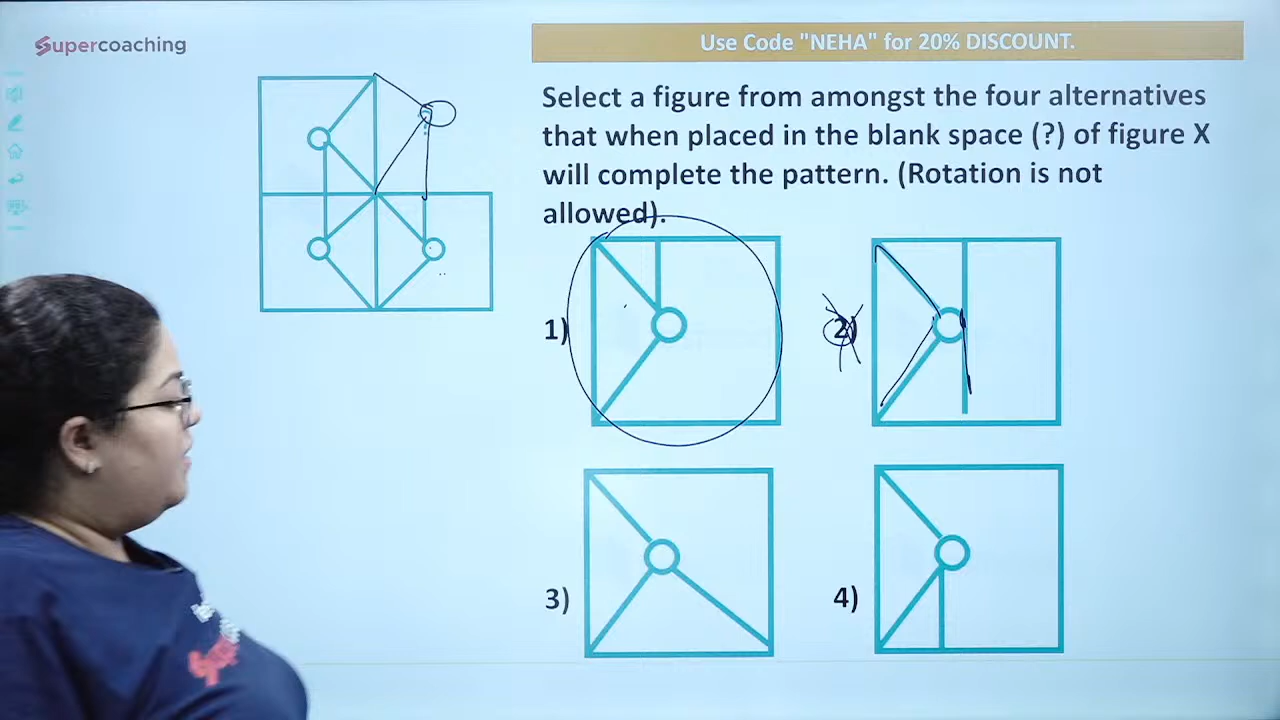 Supercoaching
Use Code "NEHA" for 20% DISCOUNT.
Select a figure from amongst the four alternatives
that when placed in the blank space (?) of figure X
will complete the pattern. (Rotation is not
allowed).
1)
2)
3)
4)